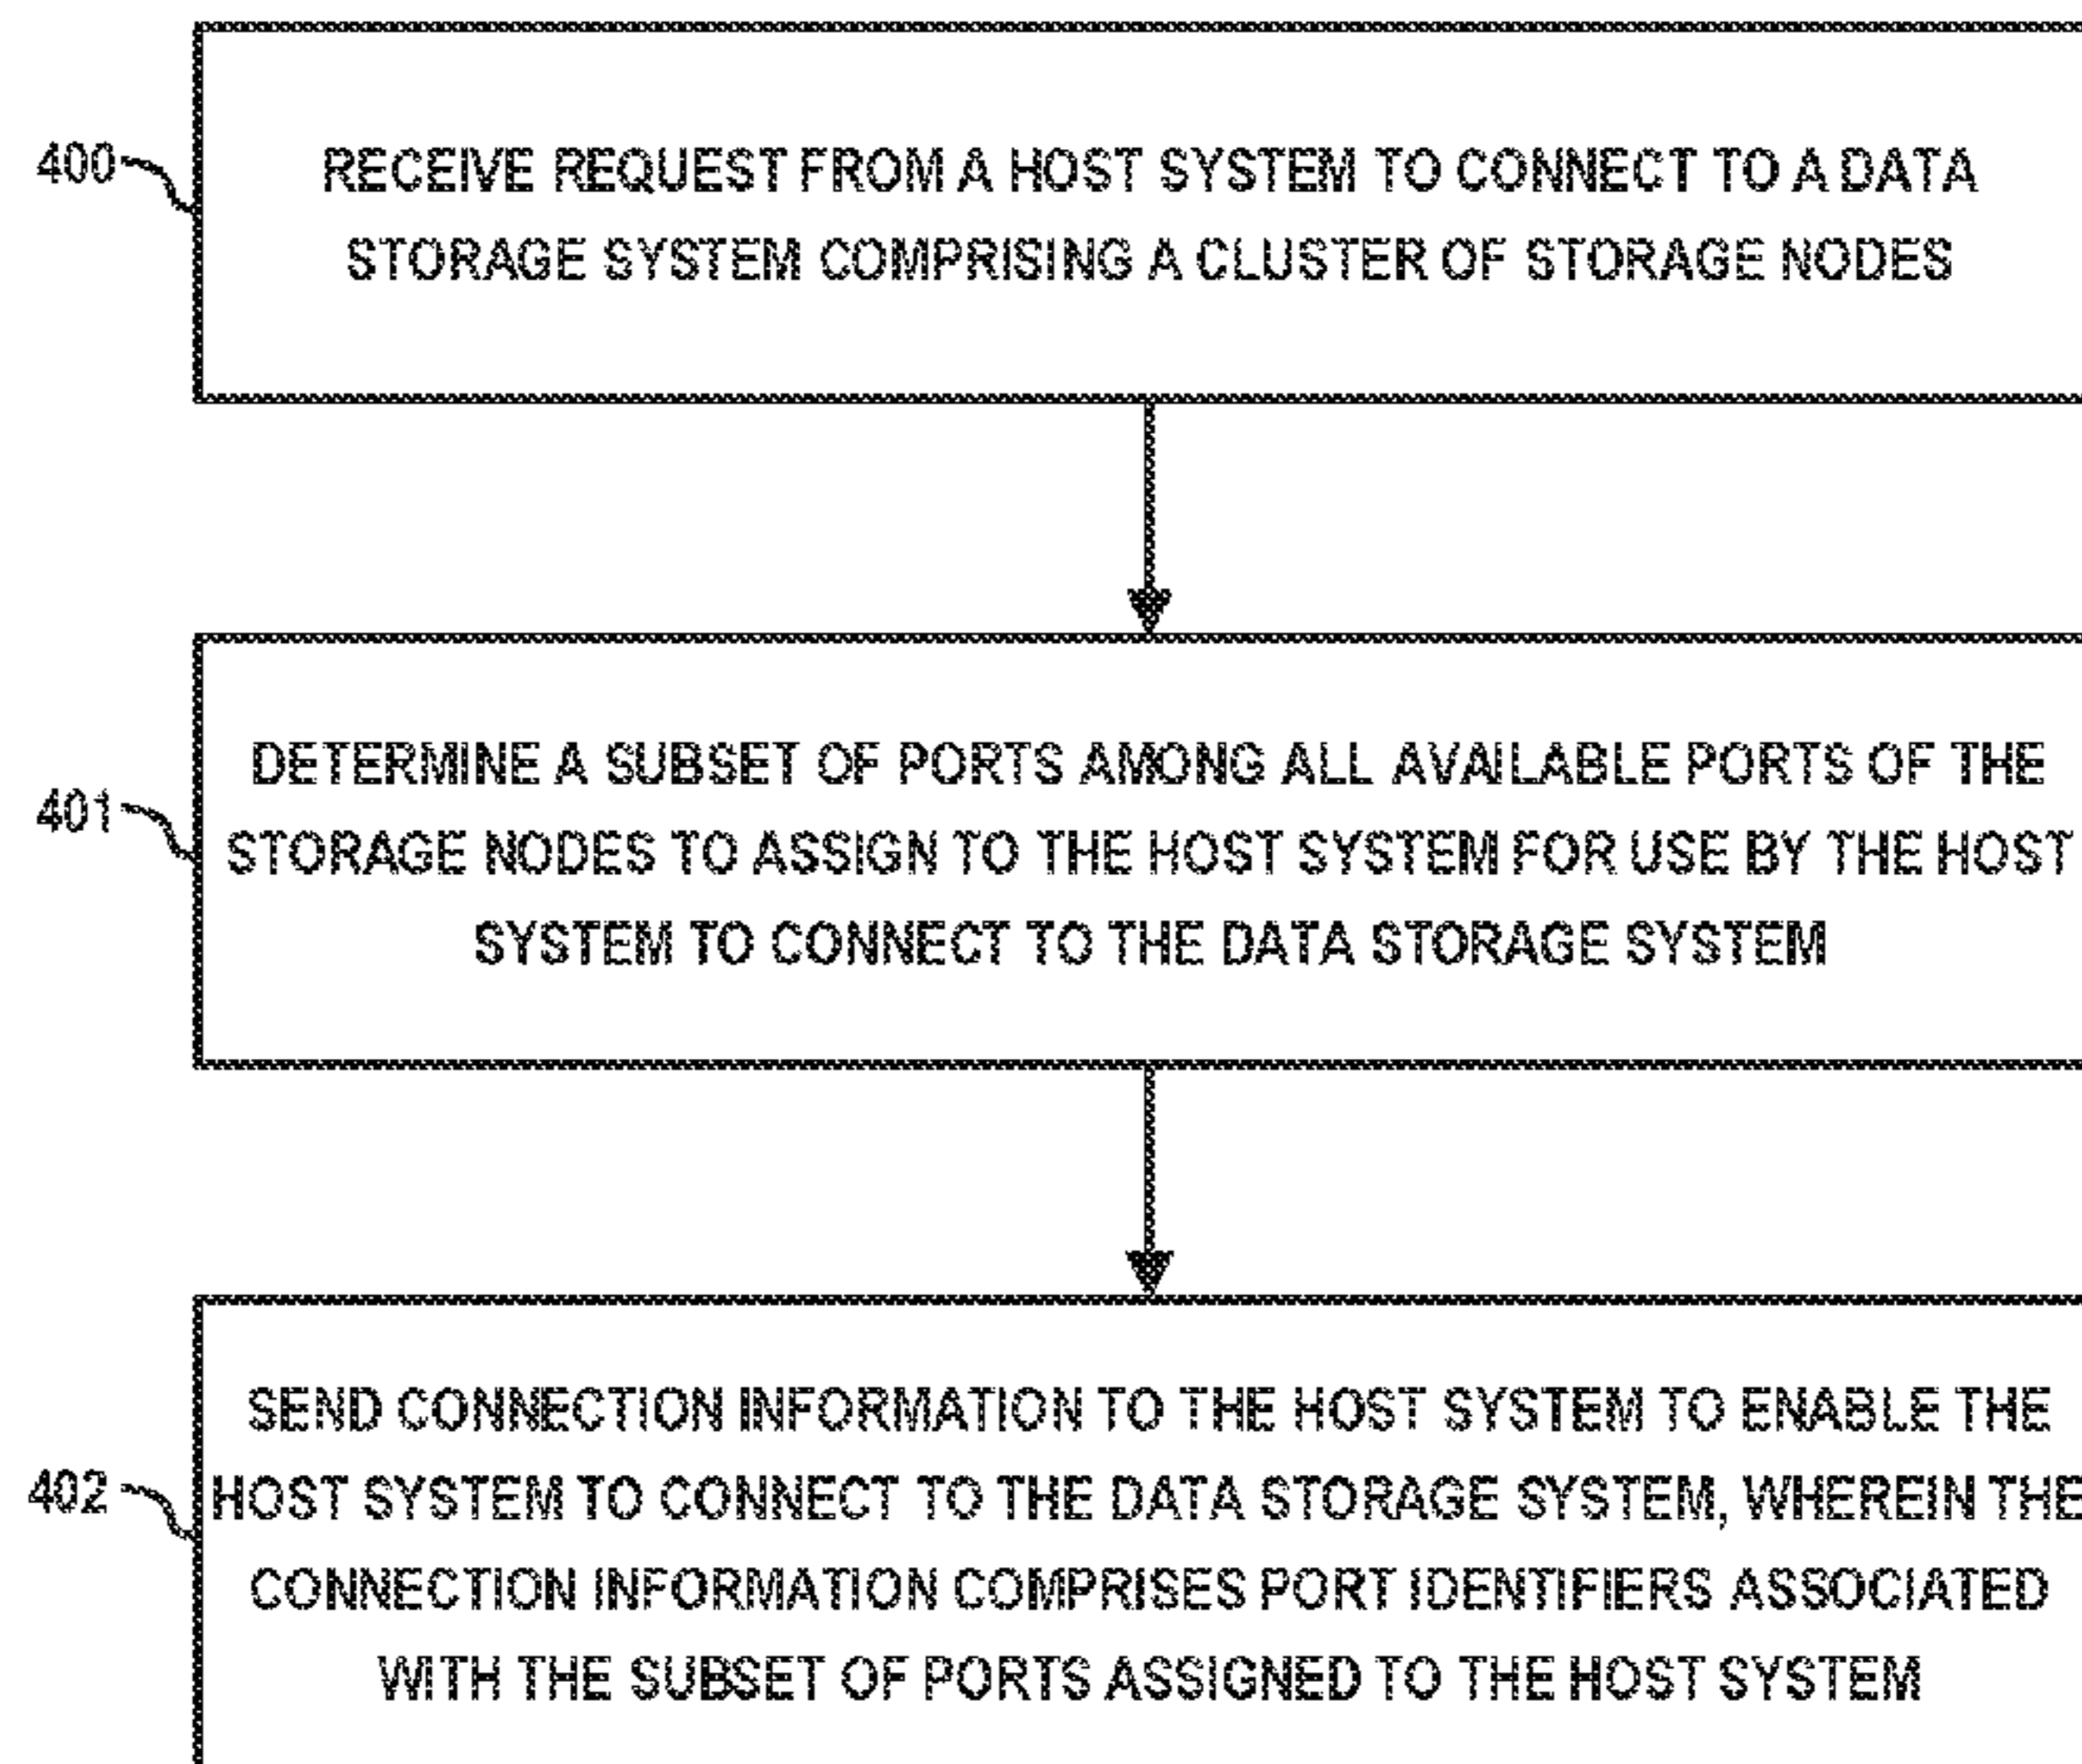 400
RECEIVE REQUEST FROM A HOST SYSTEM TO CONNECT TO A DATA
STORAGE SYSTEM COMPRISING A CLUSTER OF STORAGE NODES
401
DETERMINE A SUBSET OF PORTS AMONG ALL AVAILABLE PORTS OF THE
STORAGE NODES TO ASSIGN TO THE HOST SYSTEM FOR USE BY THE HOST
SYSTEM TO CONNECT TO THE DATA STORAGE SYSTEM
402
SEND CONNECTION INFORMATION TO THE HOST SYSTEM TO ENABLE THE
HOST SYSTEM TO CONNECT TO THE DATA STORAGE SYSTEM, WHEREIN THE
CONNECTION INFORMATION COMPRISES PORT IDENTIFIERS ASSOCIATED
WITH THE SUBSET OF PORTS ASSIGNED TO THE HOST SYSTEM